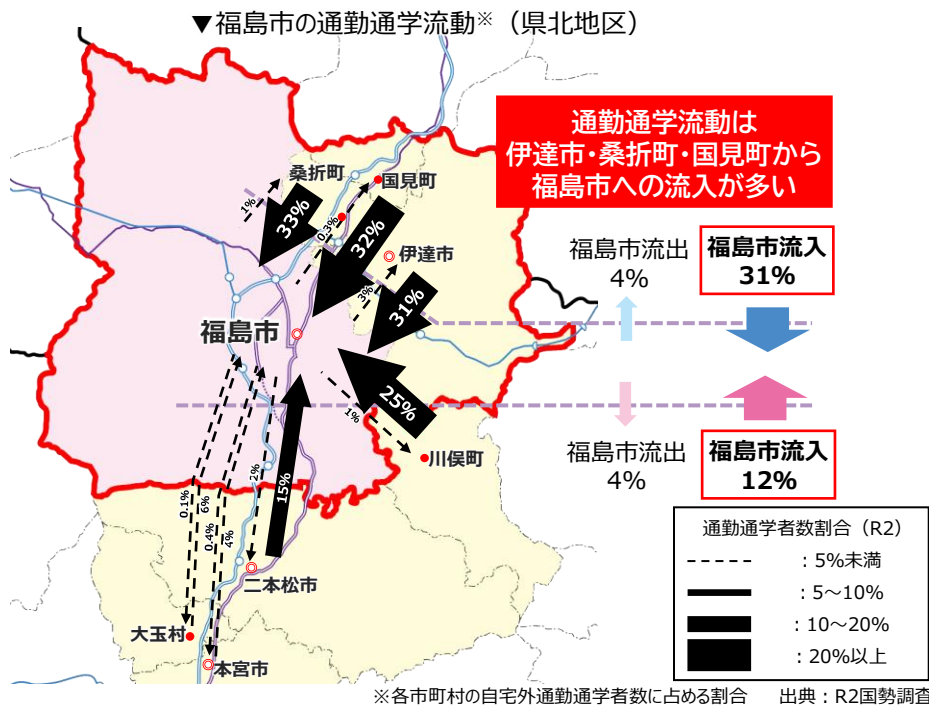 ▼福島市の通勤通学流動※（県北地区）
通勤通学流動は
伊達市・桑折町・国見町から
福島市への流入が多い
桑折町
国見町
1%
33%
0.3%
32%
伊達市
3%
31%
福島市流出
4%
福島市流入
31%
福島市
25%
1%
川俣町
福島市流出
4%
福島市流入
12%
0.1%
6%
0.4%
4%
2%
15%
二本松市
大玉村
本宮市
通勤通学者数割合（R2）
：5%未満
：5～10%
：10～20%
：20%以上
※各市町村の自宅外通勤通学者数に占める割合　出典：R2国勢調査